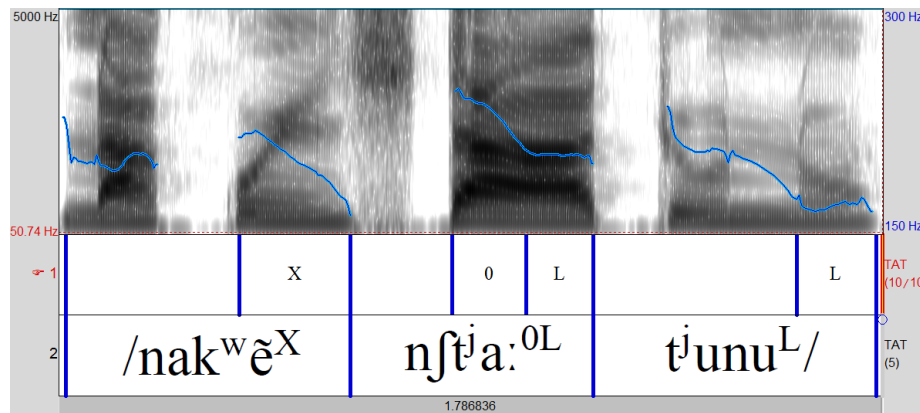 5000 Hz 300 Hz
50.74 Hz 150 Hz
1 X 0 L L TAT
(10/10
2 /nakʷẽˣ nʃtʲaː⁰ᴸ tʲunuᴸ/ TAT
(5)
1.786836